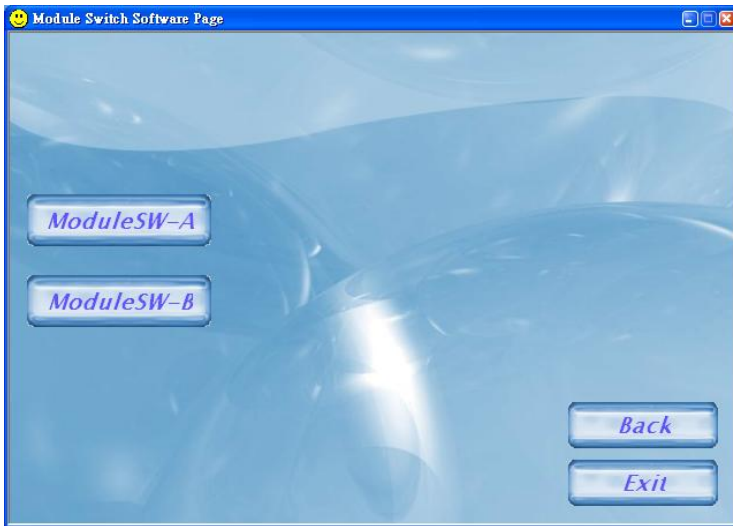 Module Switch Software Page
ModuleSW-A
ModuleSW-B
Back
Exit